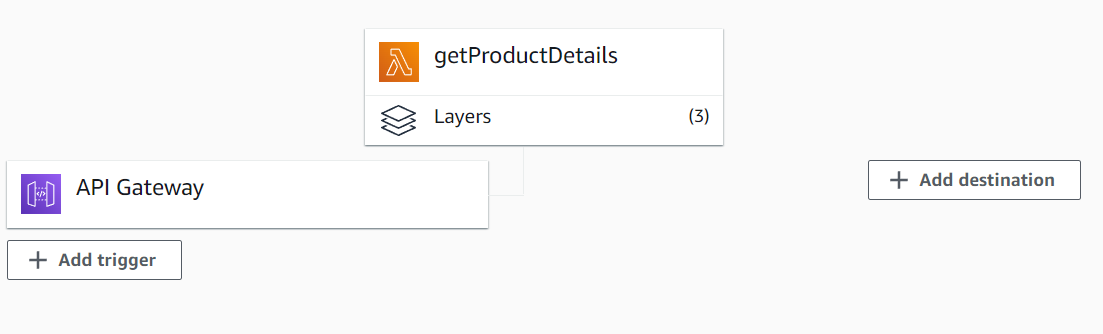 getProductDetails
Layers (3)
API Gateway
Add destination
Add trigger